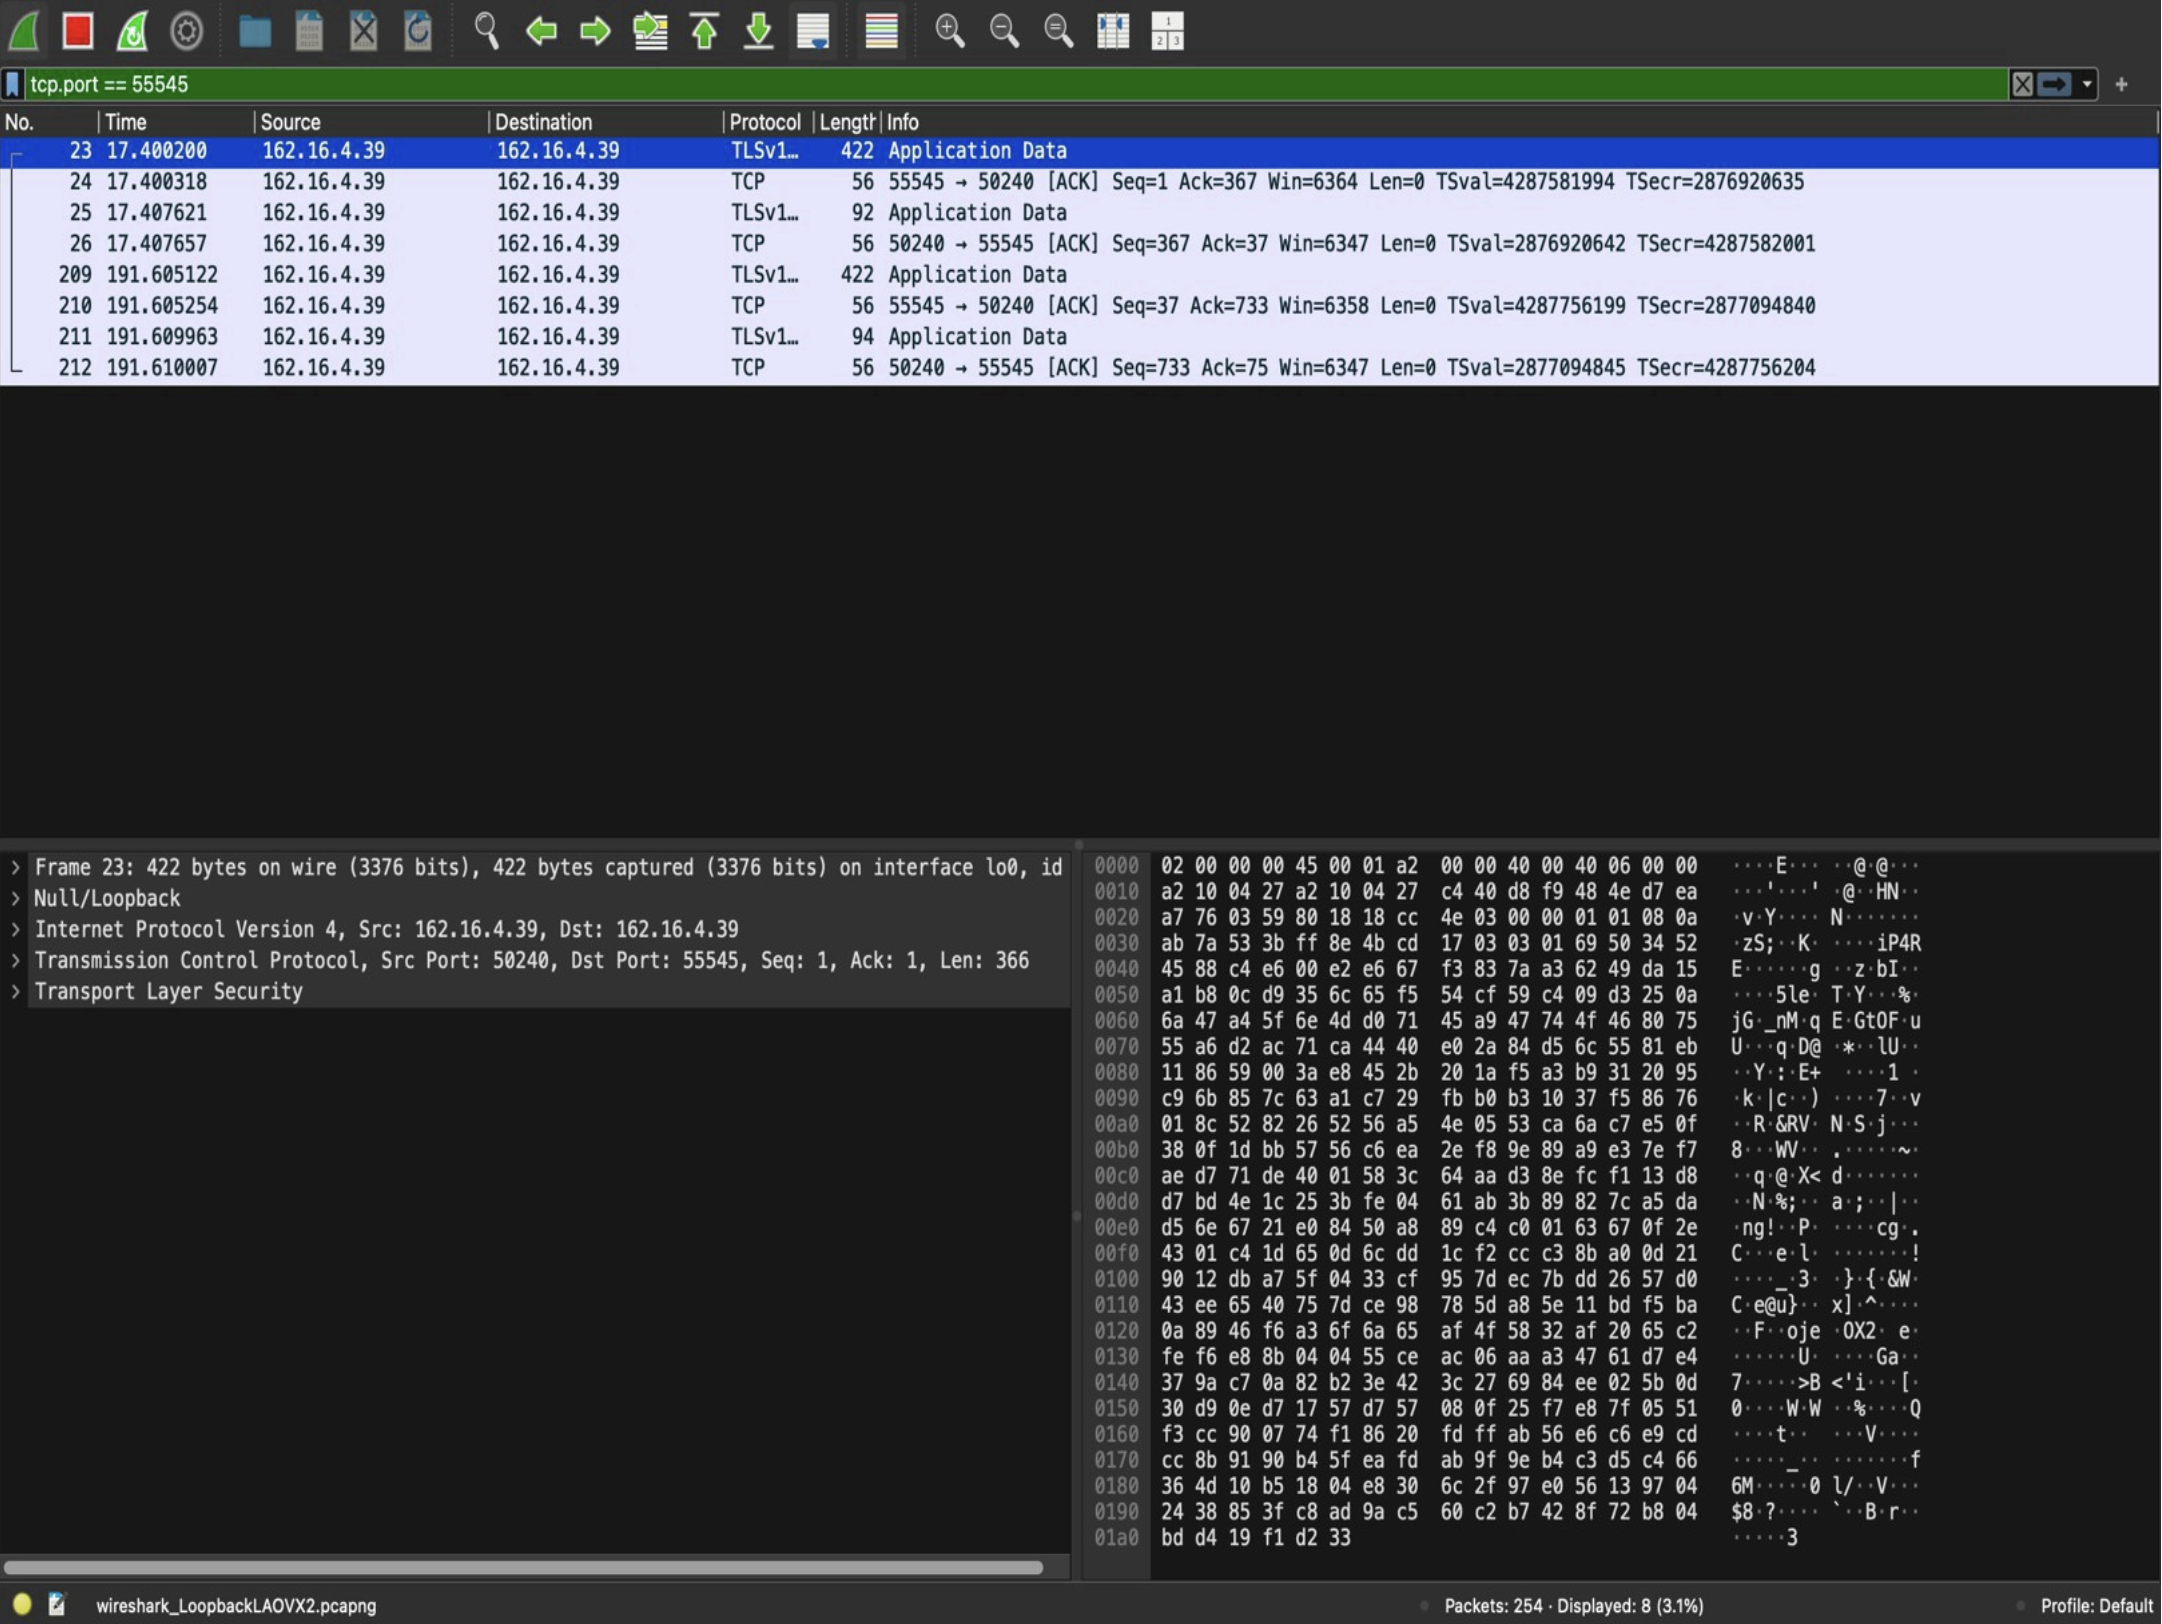 1
2 3
tcp.port == 55545
No. Time Source Destination Protocol Length Info
23 17.400200 162.16.4.39 162.16.4.39 TLSv1… 422 Application Data
24 17.400318 162.16.4.39 162.16.4.39 TCP 56 55545 → 50240 [ACK] Seq=1 Ack=367 Win=6364 Len=0 TSval=4287581994 TSecr=2876920635
25 17.407621 162.16.4.39 162.16.4.39 TLSv1… 92 Application Data
26 17.407657 162.16.4.39 162.16.4.39 TCP 56 50240 → 55545 [ACK] Seq=367 Ack=37 Win=6347 Len=0 TSval=2876920642 TSecr=4287582001
209 191.605122 162.16.4.39 162.16.4.39 TLSv1… 422 Application Data
210 191.605254 162.16.4.39 162.16.4.39 TCP 56 55545 → 50240 [ACK] Seq=37 Ack=733 Win=6358 Len=0 TSval=4287756199 TSecr=2877094840
211 191.609963 162.16.4.39 162.16.4.39 TLSv1… 94 Application Data
212 191.610007 162.16.4.39 162.16.4.39 TCP 56 50240 → 55545 [ACK] Seq=733 Ack=75 Win=6347 Len=0 TSval=2877094845 TSecr=4287756204
Frame 23: 422 bytes on wire (3376 bits), 422 bytes captured (3376 bits) on interface lo0, id
Null/Loopback
Internet Protocol Version 4, Src: 162.16.4.39, Dst: 162.16.4.39
Transmission Control Protocol, Src Port: 50240, Dst Port: 55545, Seq: 1, Ack: 1, Len: 366
Transport Layer Security
0000 02 00 00 00 45 00 01 a2 00 00 40 00 40 06 00 00 ····E··· ··@·@···
0010 a2 10 04 27 a2 10 04 27 c4 40 d8 f9 48 4e d7 ea ···'···' ·@··HN··
0020 a7 76 03 59 80 18 18 cc 4e 03 00 00 01 01 08 0a ·v·Y···· N·······
0030 ab 7a 53 3b ff 8e 4b cd 17 03 03 01 69 50 34 52 ·zS;··K· ····iP4R
0040 45 88 c4 e6 00 e2 e6 67 f3 83 7a a3 62 49 da 15 E······g ··z·bI··
0050 a1 b8 0c d9 35 6c 65 f5 54 cf 59 c4 09 d3 25 0a ····5le· T·Y···%·
0060 6a 47 a4 5f 6e 4d d0 71 45 a9 47 74 4f 46 80 75 jG·_nM·q E·GtOF·u
0070 55 a6 d2 ac 71 ca 44 40 e0 2a 84 d5 6c 55 81 eb U···q·D@ ·*··lU··
0080 11 86 59 00 3a e8 45 2b 20 1a f5 a3 b9 31 20 95 ··Y·:·E+ ····1 ·
0090 c9 6b 85 7c 63 a1 c7 29 fb b0 b3 10 37 f5 86 76 ·k·|c··) ····7··v
00a0 01 8c 52 82 26 52 56 a5 4e 05 53 ca 6a c7 e5 0f ··R·&RV· N·S·j···
00b0 38 0f 1d bb 57 56 c6 ea 2e f8 9e 89 a9 e3 7e f7 8···WV·· .·····~·
00c0 ae d7 71 de 40 01 58 3c 64 aa d3 8e fc f1 13 d8 ··q·@·X< d·······
00d0 d7 bd 4e 1c 25 3b fe 04 61 ab 3b 89 82 7c a5 da ··N·%;·· a·;··|··
00e0 d5 6e 67 21 e0 84 50 a8 89 c4 c0 01 63 67 0f 2e ·ng!··P· ····cg·.
00f0 43 01 c4 1d 65 0d 6c dd 1c f2 cc c3 8b a0 0d 21 C···e·l· ·······!
0100 90 12 db a7 5f 04 33 cf 95 7d ec 7b dd 26 57 d0 ····_·3· ·}·{·&W·
0110 43 ee 65 40 75 7d ce 98 78 5d a8 5e 11 bd f5 ba C·e@u}·· x]·^····
0120 0a 89 46 f6 a3 6f 6a 65 af 4f 58 32 af 20 65 c2 ··F··oje ·OX2· e·
0130 fe f6 e8 8b 04 04 55 ce ac 06 aa a3 47 61 d7 e4 ······U· ····Ga··
0140 37 9a c7 0a 82 b2 3e 42 3c 27 69 84 ee 02 5b 0d 7·····>B <'i···[·
0150 30 d9 0e d7 17 57 d7 57 08 0f 25 f7 e8 7f 05 51 0····W·W ··%····Q
0160 f3 cc 90 07 74 f1 86 20 fd ff ab 56 e6 c6 e9 cd ····t·· ···V····
0170 cc 8b 91 90 b4 5f ea fd ab 9f 9e b4 c3 d5 c4 66 ·····_·· ·······f
0180 36 4d 10 b5 18 04 e8 30 6c 2f 97 e0 56 13 97 04 6M·····0 l/··V···
0190 24 38 85 3f c8 ad 9a c5 60 c2 b7 42 8f 72 b8 04 $8·?···· `··B·r··
01a0 bd d4 19 f1 d2 33 ·····3
wireshark_LoopbackLAOVX2.pcapng Packets: 254 · Displayed: 8 (3.1%) Profile: Default